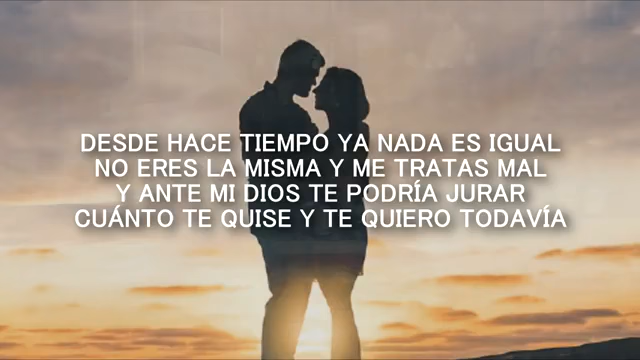 DESDE HACE TIEMPO YA NADA ES IGUAL
NO ERES LA MISMA Y ME TRATAS MAL
Y ANTE MI DIOS TE PODRÍA JURAR
CUÁNTO TE QUISE Y TE QUIERO TODAVÍA